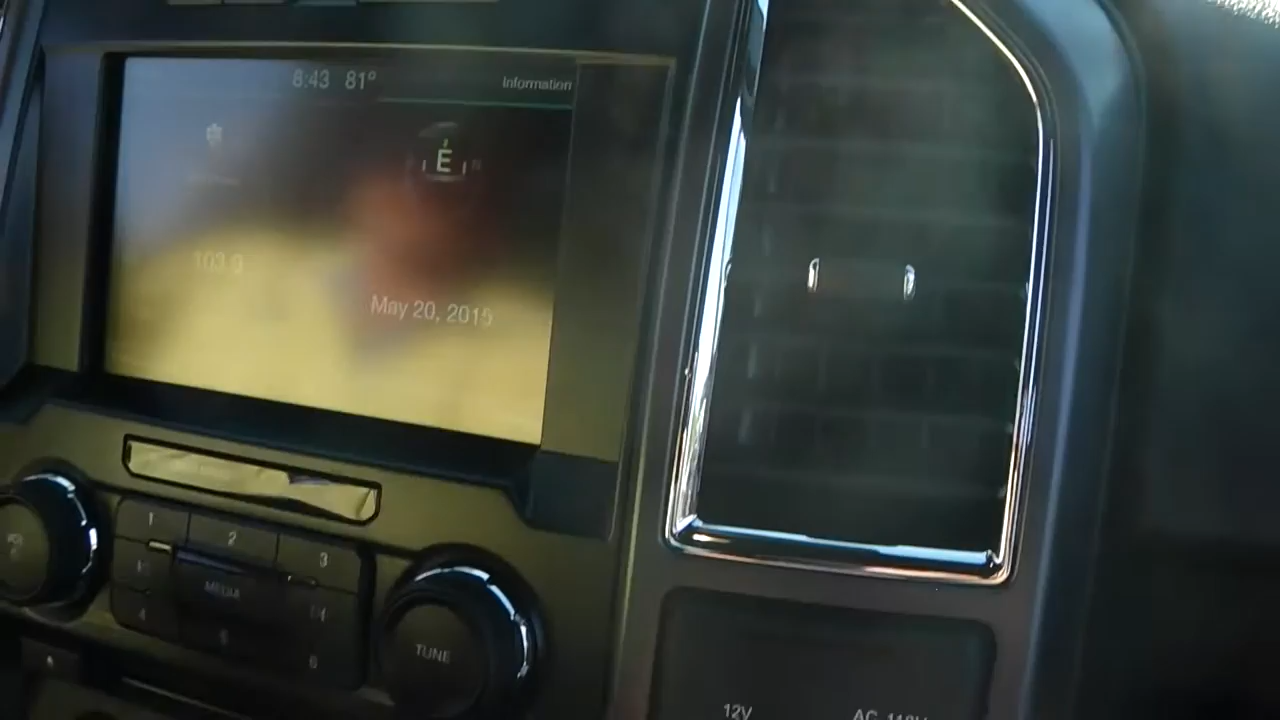 8:43 81°
Information
E
103.9
May 20, 2015
1
2
3
MEDIA
4
6
TUNE
12V
AC 110V